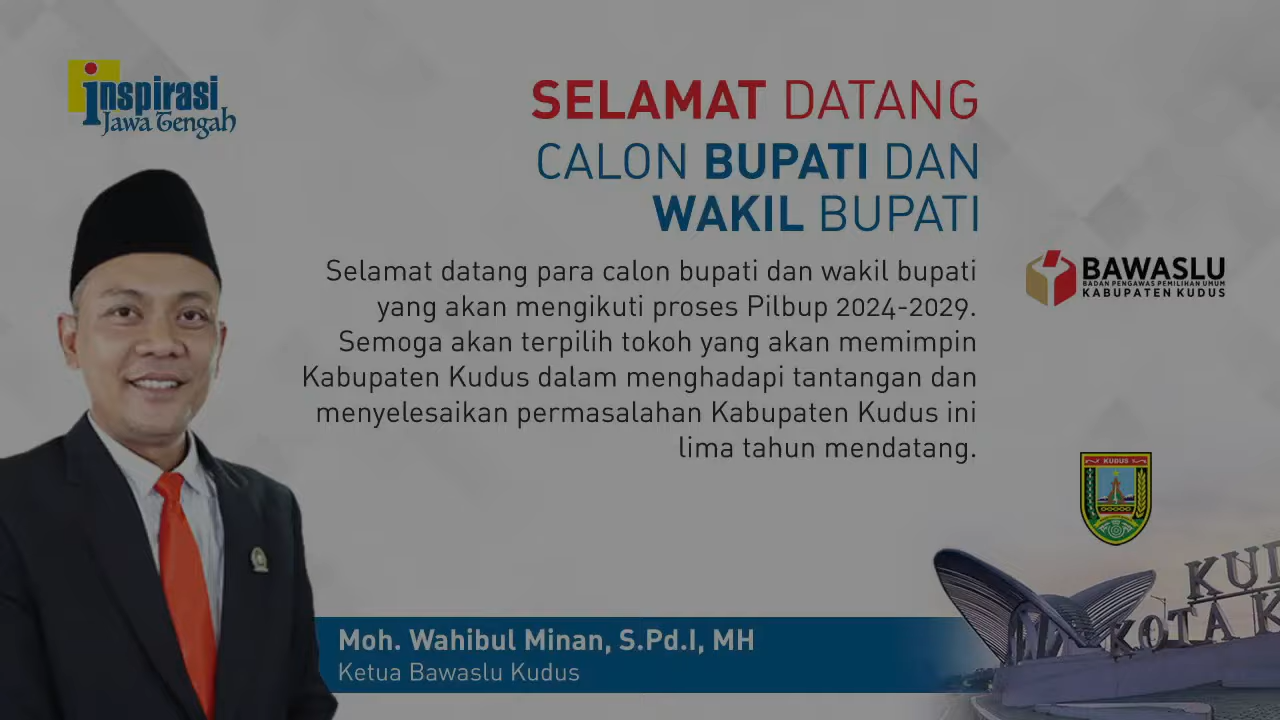 inspirasi
Jawa Tengah
SELAMAT DATANG
CALON BUPATI DAN
WAKIL BUPATI
Selamat datang para calon bupati dan wakil bupati
yang akan mengikuti proses Pilbup 2024-2029.
Semoga akan terpilih tokoh yang akan memimpin
Kabupaten Kudus dalam menghadapi tantangan dan
menyelesaikan permasalahan Kabupaten Kudus ini
lima tahun mendatang.
BAWASLU
BADAN PENGAWAS PEMILIHAN UMUM
KABUPATEN KUDUS
KUDUS
KUD
KOTA K
Moh. Wahibul Minan, S.Pd.I, MH
Ketua Bawaslu Kudus